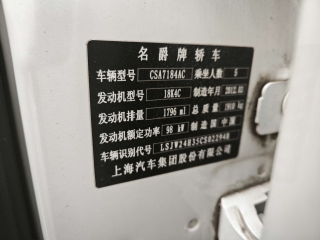 名爵牌轿车
车辆型号 CSA7184AC 乘坐人数 5
发动机型号 18K4C 制造年月 2012.03
发动机排量 1796 ml 总质量 1910 kg
发动机额定功率 98 kW 制造国 中国
车辆识别代号 LSJW24H35CS022948
上海汽车集团股份有限公司